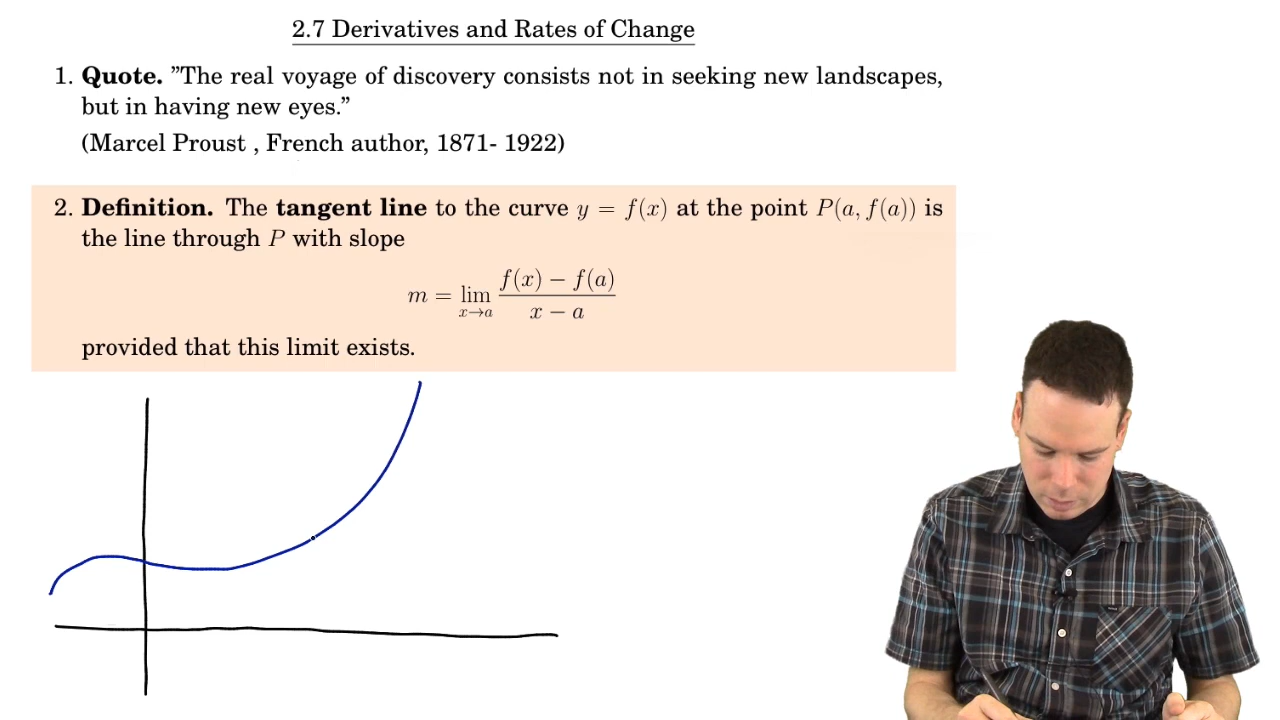 2.7 Derivatives and Rates of Change
1. Quote. ”The real voyage of discovery consists not in seeking new landscapes,
but in having new eyes.”
(Marcel Proust , French author, 1871- 1922)
2. Definition. The tangent line to the curve y = f(x) at the point P(a, f(a)) is
the line through P with slope
m = lim x→a f(x) − f(a) / x − a
provided that this limit exists.